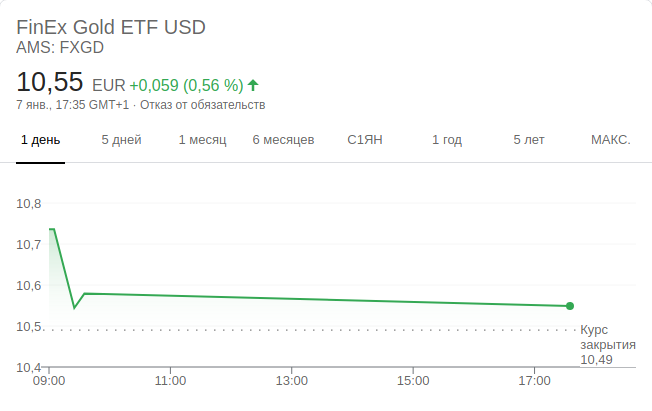 FinEx Gold ETF USD
AMS: FXGD
10,55 EUR +0,059 (0,56 %)
7 янв., 17:35 GMT+1 · Отказ от обязательств
1 день 5 дней 1 месяц 6 месяцев С1ЯН 1 год 5 лет МАКС.
10,8
10,7
10,6
10,5
Курс
закрытия
10,49
10,4
09:00 11:00 13:00 15:00 17:00